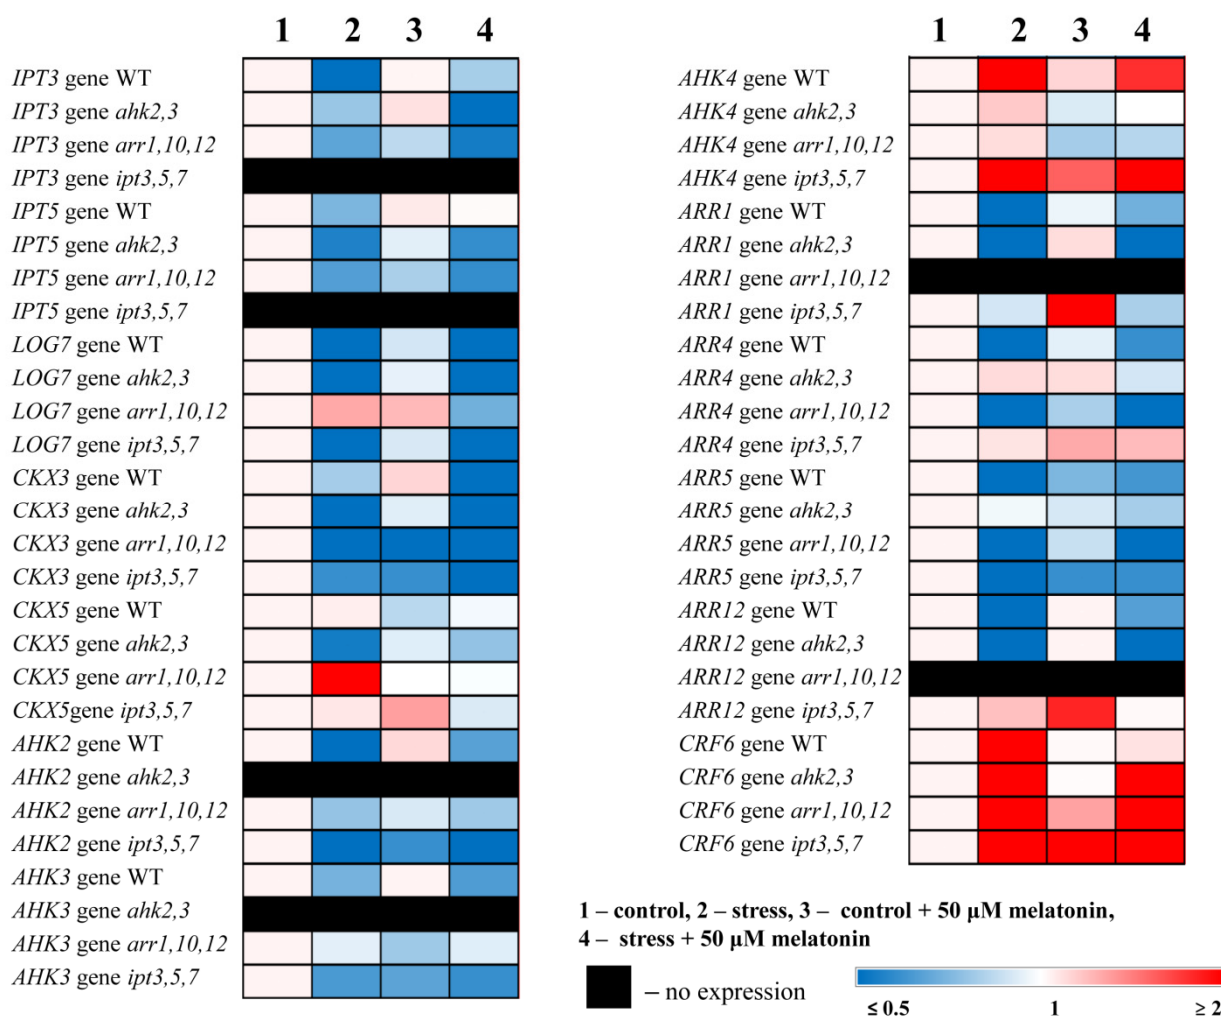 1 2 3 4
IPT3 gene WT
IPT3 gene ahk2,3
IPT3 gene arr1,10,12
IPT3 gene ipt3,5,7
IPT5 gene WT
IPT5 gene ahk2,3
IPT5 gene arr1,10,12
IPT5 gene ipt3,5,7
LOG7 gene WT
LOG7 gene ahk2,3
LOG7 gene arr1,10,12
LOG7 gene ipt3,5,7
CKX3 gene WT
CKX3 gene ahk2,3
CKX3 gene arr1,10,12
CKX3 gene ipt3,5,7
CKX5 gene WT
CKX5 gene ahk2,3
CKX5 gene arr1,10,12
CKX5gene ipt3,5,7
AHK2 gene WT
AHK2 gene ahk2,3
AHK2 gene arr1,10,12
AHK2 gene ipt3,5,7
AHK3 gene WT
AHK3 gene ahk2,3
AHK3 gene arr1,10,12
AHK3 gene ipt3,5,7
1 2 3 4
AHK4 gene WT
AHK4 gene ahk2,3
AHK4 gene arr1,10,12
AHK4 gene ipt3,5,7
ARR1 gene WT
ARR1 gene ahk2,3
ARR1 gene arr1,10,12
ARR1 gene ipt3,5,7
ARR4 gene WT
ARR4 gene ahk2,3
ARR4 gene arr1,10,12
ARR4 gene ipt3,5,7
ARR5 gene WT
ARR5 gene ahk2,3
ARR5 gene arr1,10,12
ARR5 gene ipt3,5,7
ARR12 gene WT
ARR12 gene ahk2,3
ARR12 gene arr1,10,12
ARR12 gene ipt3,5,7
CRF6 gene WT
CRF6 gene ahk2,3
CRF6 gene arr1,10,12
CRF6 gene ipt3,5,7
1 – control, 2 – stress, 3 – control + 50 µM melatonin,
4 – stress + 50 µM melatonin
– no expression
≤ 0.5 1 ≥ 2